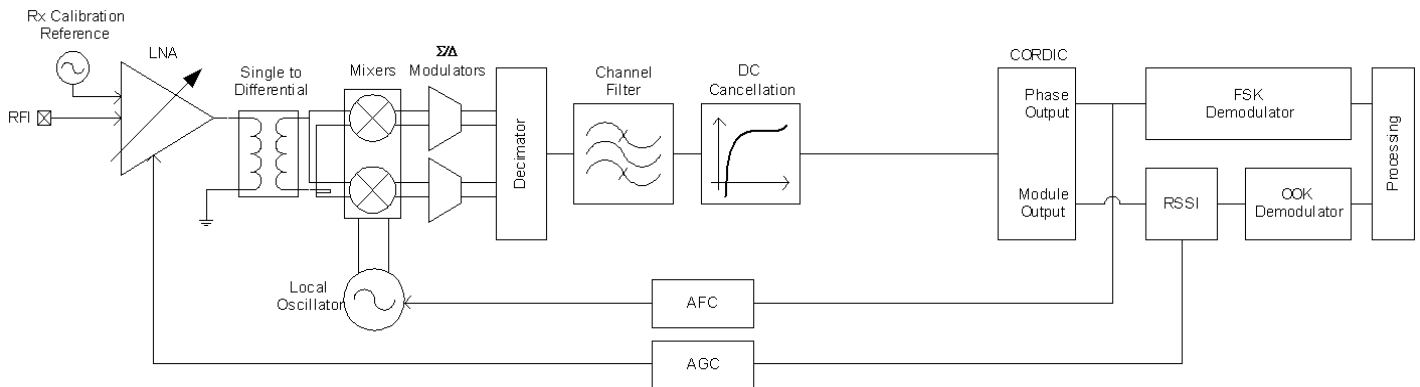 Rx Calibration
Reference
LNA
RFI
Single to
Differential
Mixers
Σ/Δ
Modulators
Decimator
Channel
Filter
DC
Cancellation
CORDIC
Phase
Output
Module
Output
FSK
Demodulator
RSSI
OOK
Demodulator
Processing
Local
Oscillator
AFC
AGC